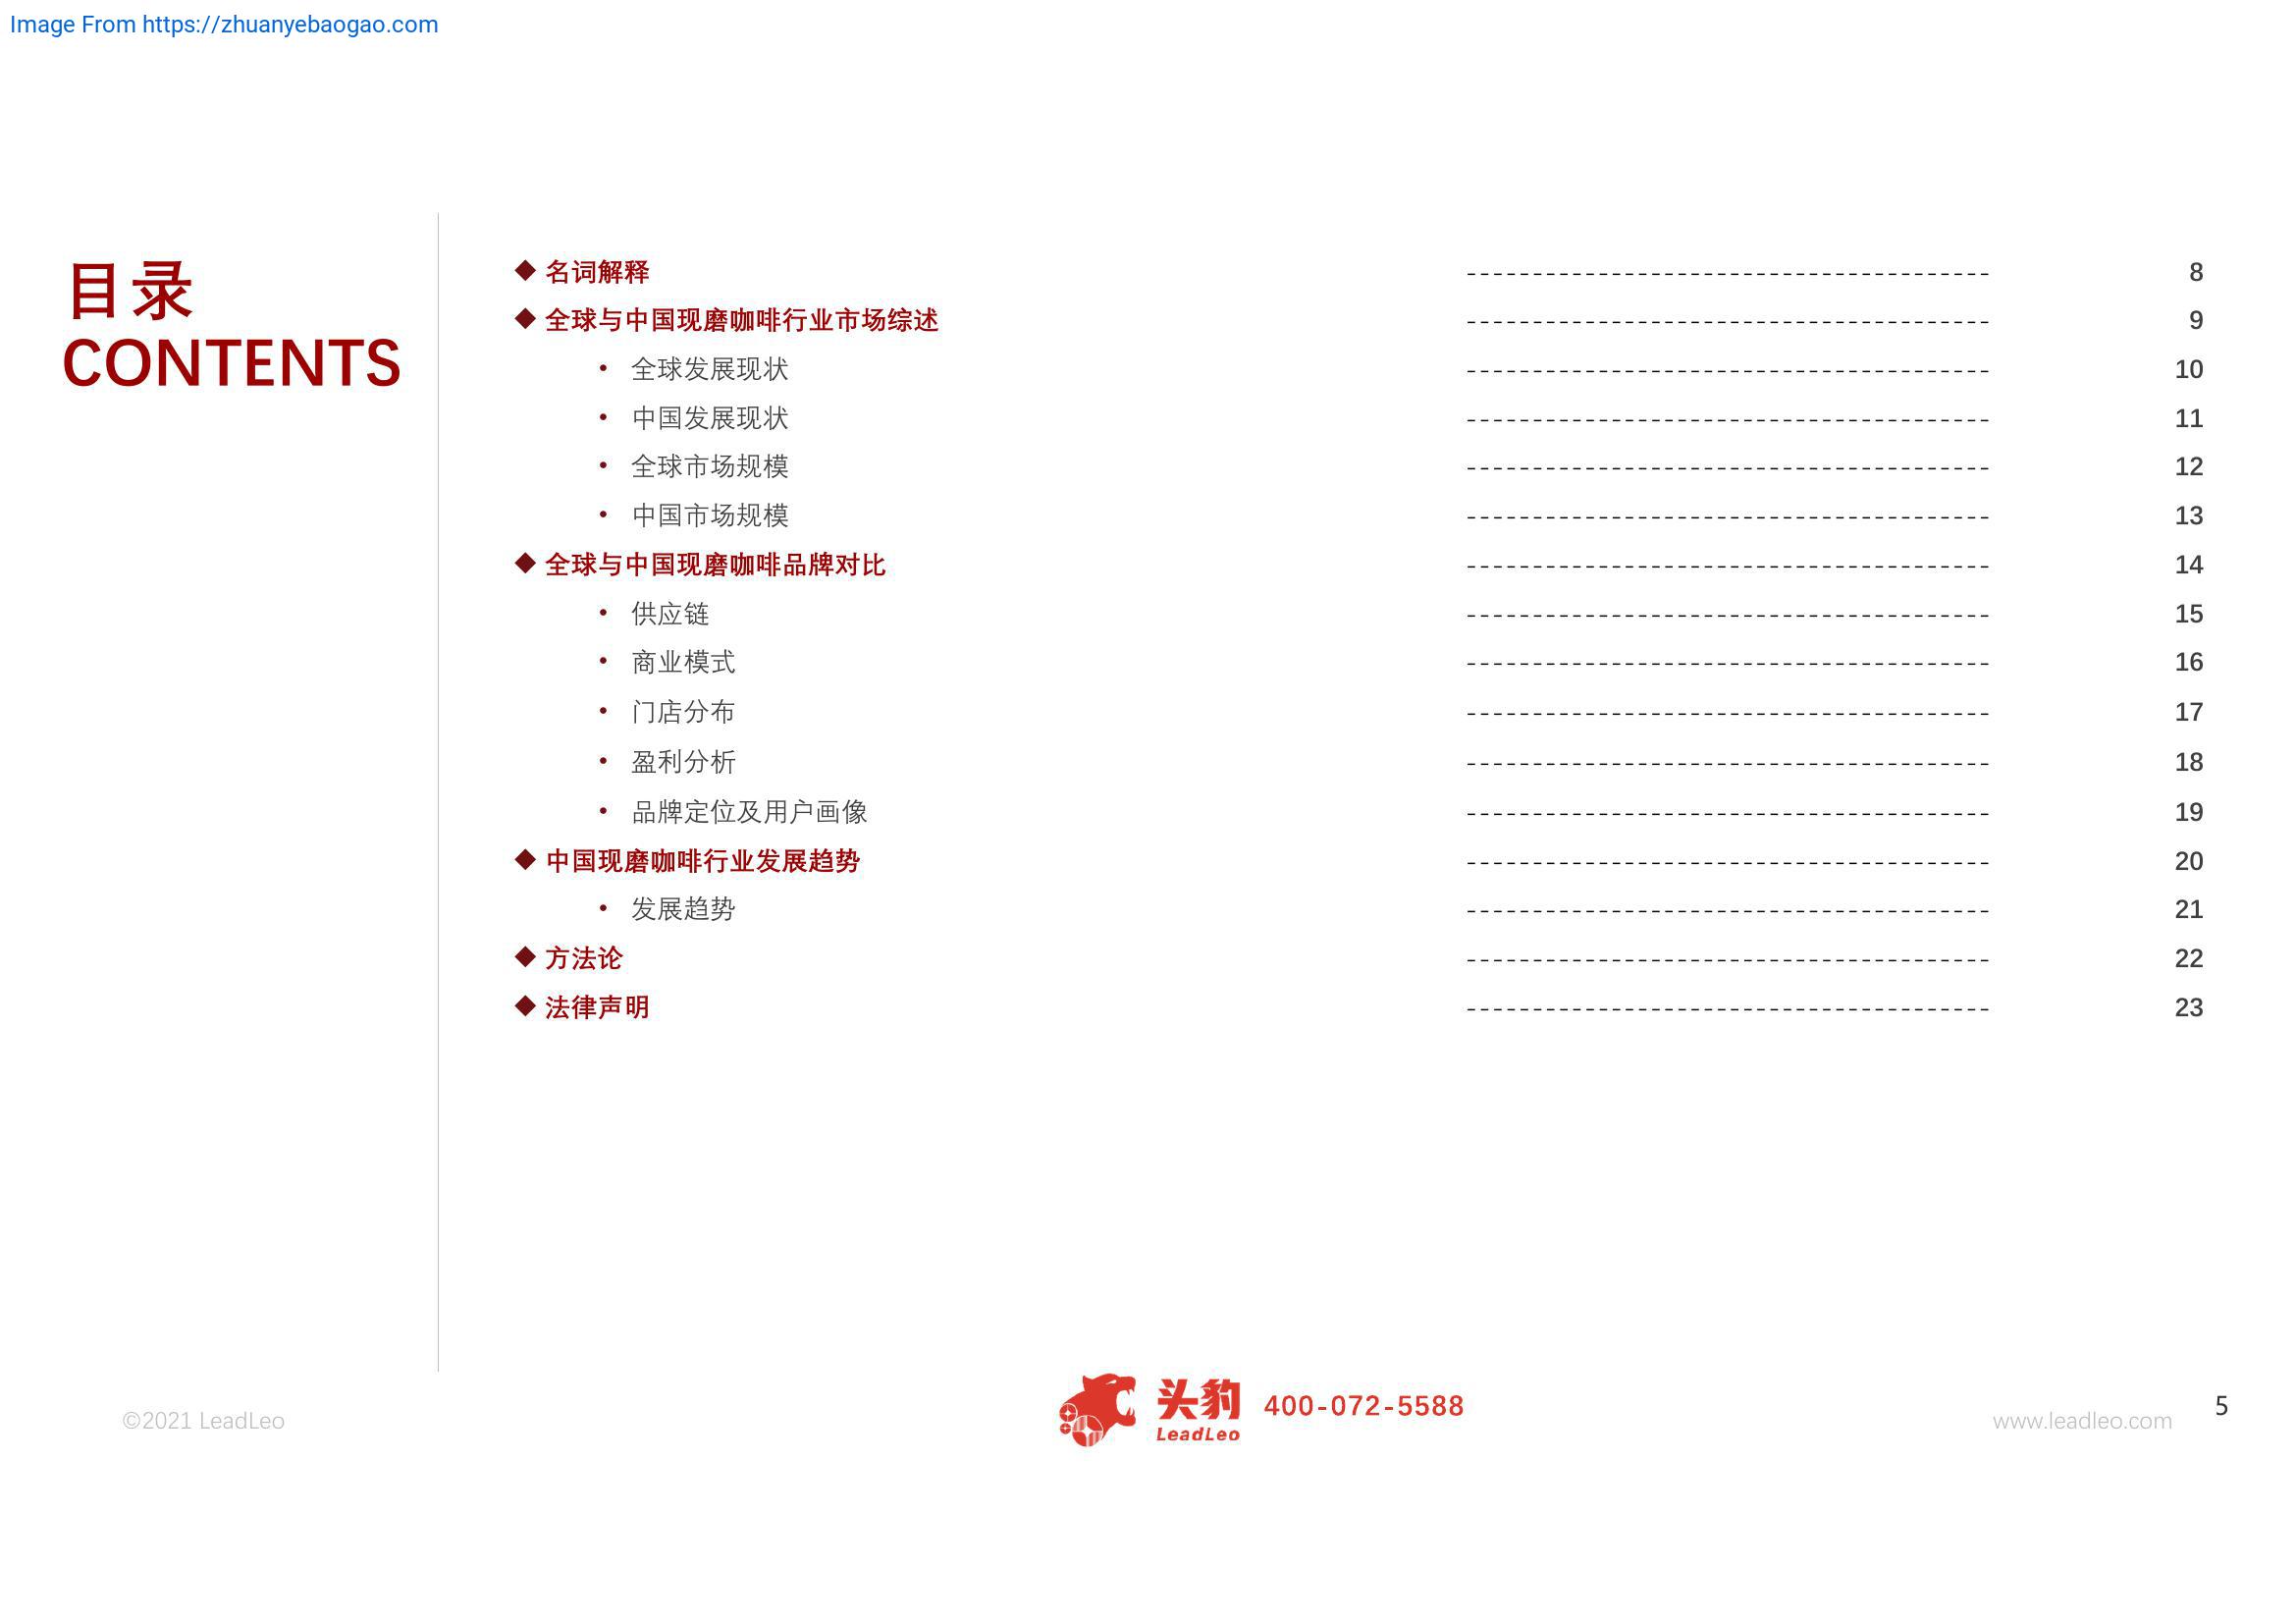 Image From https://zhuanyebaogao.com
目录
CONTENTS
◆ 名词解释 ---------------------------------------- 8
◆ 全球与中国现磨咖啡行业市场综述 ---------------------------------------- 9
• 全球发展现状 ---------------------------------------- 10
• 中国发展现状 ---------------------------------------- 11
• 全球市场规模 ---------------------------------------- 12
• 中国市场规模 ---------------------------------------- 13
◆ 全球与中国现磨咖啡品牌对比 ---------------------------------------- 14
• 供应链 ---------------------------------------- 15
• 商业模式 ---------------------------------------- 16
• 门店分布 ---------------------------------------- 17
• 盈利分析 ---------------------------------------- 18
• 品牌定位及用户画像 ---------------------------------------- 19
◆ 中国现磨咖啡行业发展趋势 ---------------------------------------- 20
• 发展趋势 ---------------------------------------- 21
◆ 方法论 ---------------------------------------- 22
◆ 法律声明 ---------------------------------------- 23
©2021 LeadLeo
头豹
LeadLeo
400-072-5588
www.leadleo.com
5